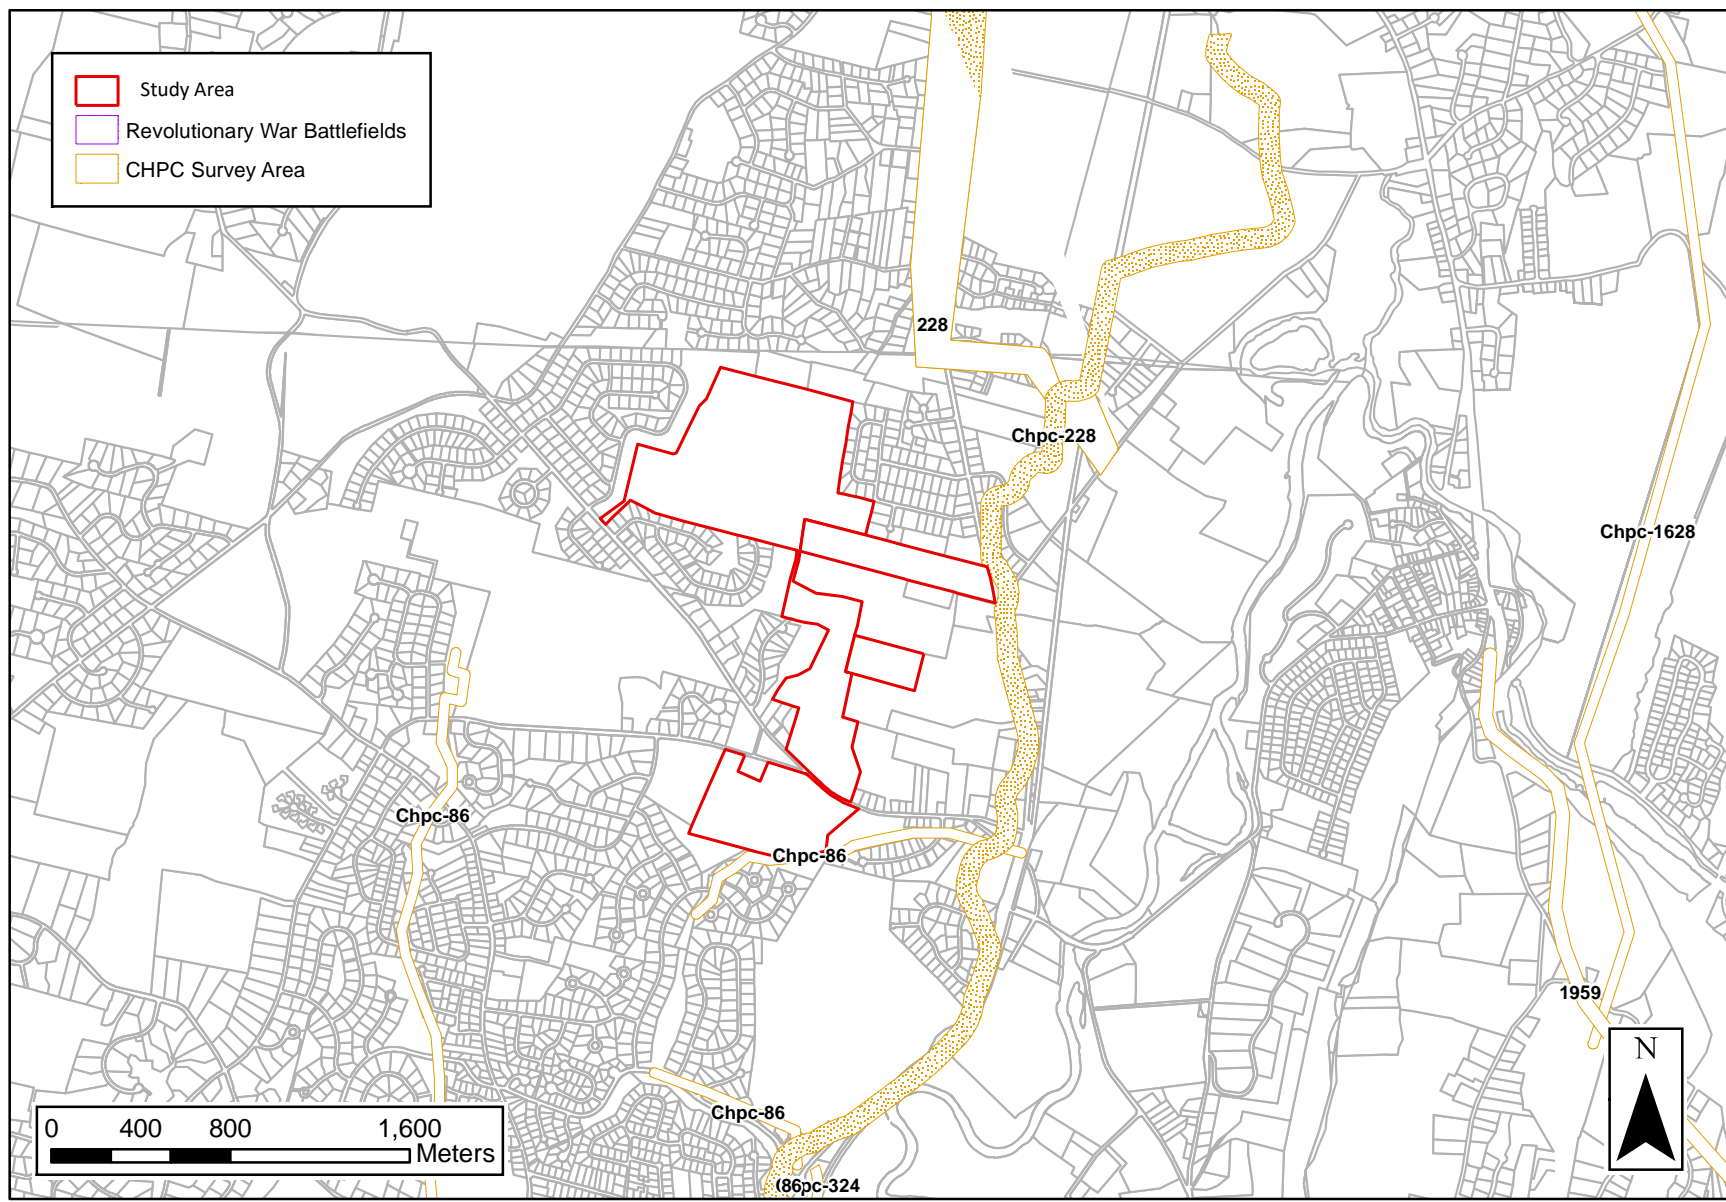 Study Area
Revolutionary War Battlefields
CHPC Survey Area
228
Chpc-228
Chpc-1628
Chpc-86
Chpc-86
1959
N
Chpc-86
0 400 800 1,600
Meters
86pc-324